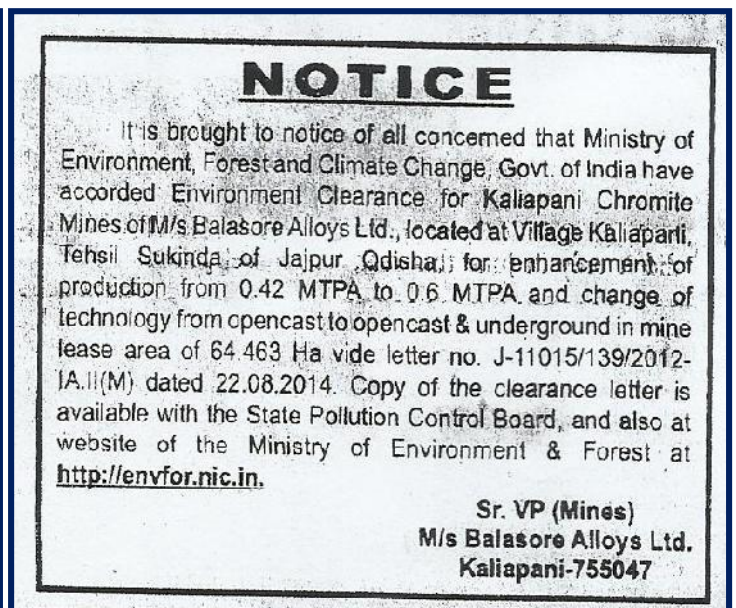 NOTICE
It is brought to notice of all concerned that Ministry of
Environment, Forest and Climate Change, Govt. of India have
accorded Environment Clearance for Kaliapani Chromite
Mines of M/s Balasore Alloys Ltd., located at Village Kaliapani,
Tehsil Sukinda, of Jajpur Odisha, for enhancement of
production from 0.42 MTPA to 0.6 MTPA and change of
technology from opencast to opencast & underground in mine
lease area of 64.463 Ha vide letter no. J-11015/139/2012-
IA.II(M) dated 22.08.2014. Copy of the clearance letter is
available with the State Pollution Control Board, and also at
website of the Ministry of Environment & Forest at
http://envfor.nic.in.
Sr. VP (Mines)
M/s Balasore Alloys Ltd.
Kaliapani-755047